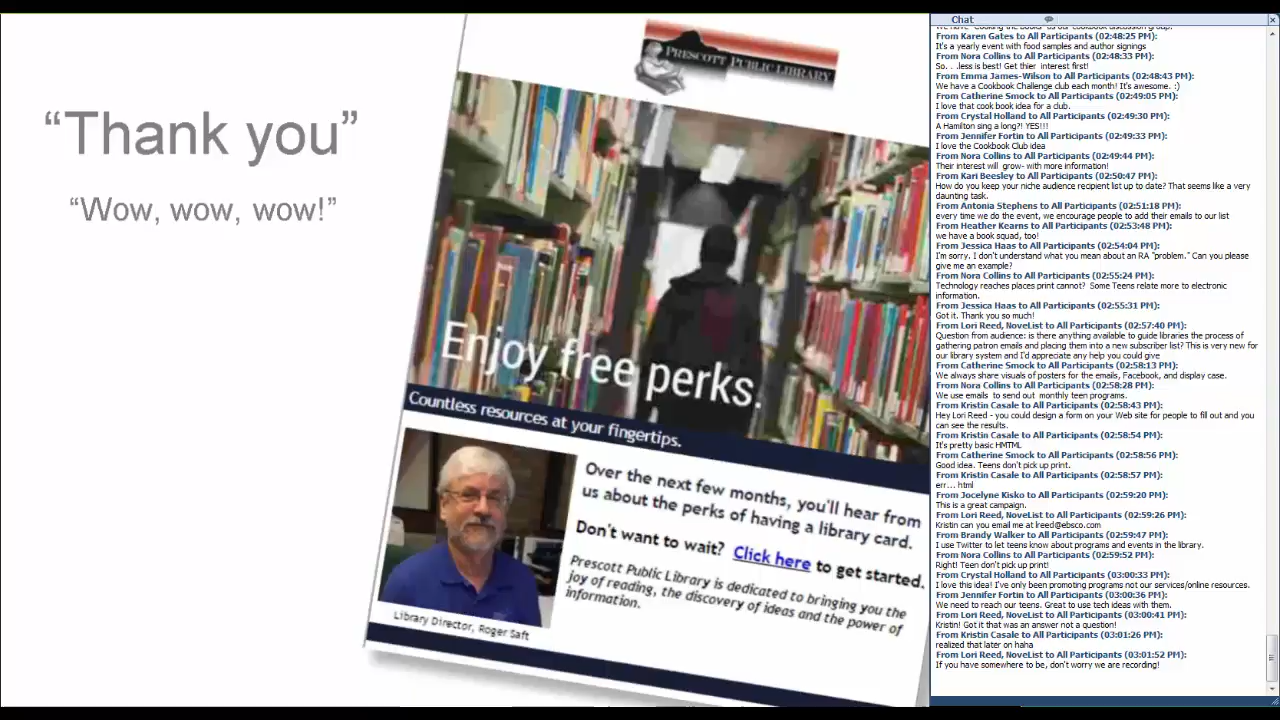 “Thank you”
“Wow, wow, wow!”
PRESCOTT PUBLIC LIBRARY
Enjoy free perks.
Countless resources at your fingertips.
Over the next few months, you'll hear from
us about the perks of having a library card.
Don't want to wait? Click here to get started.
Prescott Public Library is dedicated to bringing you the
joy of reading, the discovery of ideas and the power of
information.
Library Director, Roger Saft
Chat
From Karen Gates to All Participants (02:48:25 PM):
It's a yearly event with food samples and author signings
From Nora Collins to All Participants (02:48:33 PM):
So. . .less is best! Get thier interest first!
From Emma James-Wilson to All Participants (02:48:43 PM):
We have a Cookbook Challenge club each month! It's awesome. :)
From Catherine Smock to All Participants (02:49:05 PM):
I love that cook book idea for a club.
From Crystal Holland to All Participants (02:49:30 PM):
A Hamilton sing a long?! YES!!!
From Jennifer Fortin to All Participants (02:49:33 PM):
I love the Cookbook Club idea
From Nora Collins to All Participants (02:49:44 PM):
Their interest will grow- with more information!
From Kari Beesley to All Participants (02:50:47 PM):
How do you keep your niche audience recipient list up to date? That seems like a very
daunting task.
From Antonia Stephens to All Participants (02:51:18 PM):
every time we do the event, we encourage people to add their emails to our list
From Heather Kearns to All Participants (02:53:48 PM):
we have a book squad, too!
From Jessica Haas to All Participants (02:54:04 PM):
I'm sorry. I don't understand what you mean about an RA "problem." Can you please
give me an example?
From Nora Collins to All Participants (02:55:24 PM):
Technology reaches places print cannot? Some Teens relate more to electronic
information.
From Jessica Haas to All Participants (02:55:31 PM):
Got it. Thank you so much!
From Lori Reed, NoveList to All Participants (02:57:40 PM):
Question from audience: is there anything available to guide libraries the process of
gathering patron emails and placing them into a new subscriber list? This is very new for
our library system and I'd appreciate any help you could give
From Catherine Smock to All Participants (02:58:13 PM):
We always share visuals of posters for the emails, Facebook, and display case.
From Nora Collins to All Participants (02:58:28 PM):
We use emails to send out monthly teen programs.
From Kristin Casale to All Participants (02:58:43 PM):
Hey Lori Reed - you could design a form on your Web site for people to fill out and you
can see the results.
From Kristin Casale to All Participants (02:58:54 PM):
It's pretty basic HMTML
From Catherine Smock to All Participants (02:58:56 PM):
Good idea. Teens don't pick up print.
From Kristin Casale to All Participants (02:58:57 PM):
err... html
From Jocelyne Kisko to All Participants (02:59:20 PM):
This is a great campaign.
From Lori Reed, NoveList to All Participants (02:59:26 PM):
Kristin can you email me at lreed@ebsco.com
From Brandy Walker to All Participants (02:59:47 PM):
I use Twitter to let teens know about programs and events in the library.
From Nora Collins to All Participants (02:59:52 PM):
Right! Teen don't pick up print!
From Crystal Holland to All Participants (03:00:33 PM):
I love this idea! I've only been promoting programs not our services/online resources.
From Jennifer Fortin to All Participants (03:00:36 PM):
We need to reach our teens. Great to use tech ideas with them.
From Lori Reed, NoveList to All Participants (03:00:41 PM):
Kristin! Got it that was an answer not a question!
From Kristin Casale to All Participants (03:01:26 PM):
realized that later on haha
From Lori Reed, NoveList to All Participants (03:01:52 PM):
If you have somewhere to be, don't worry we are recording!